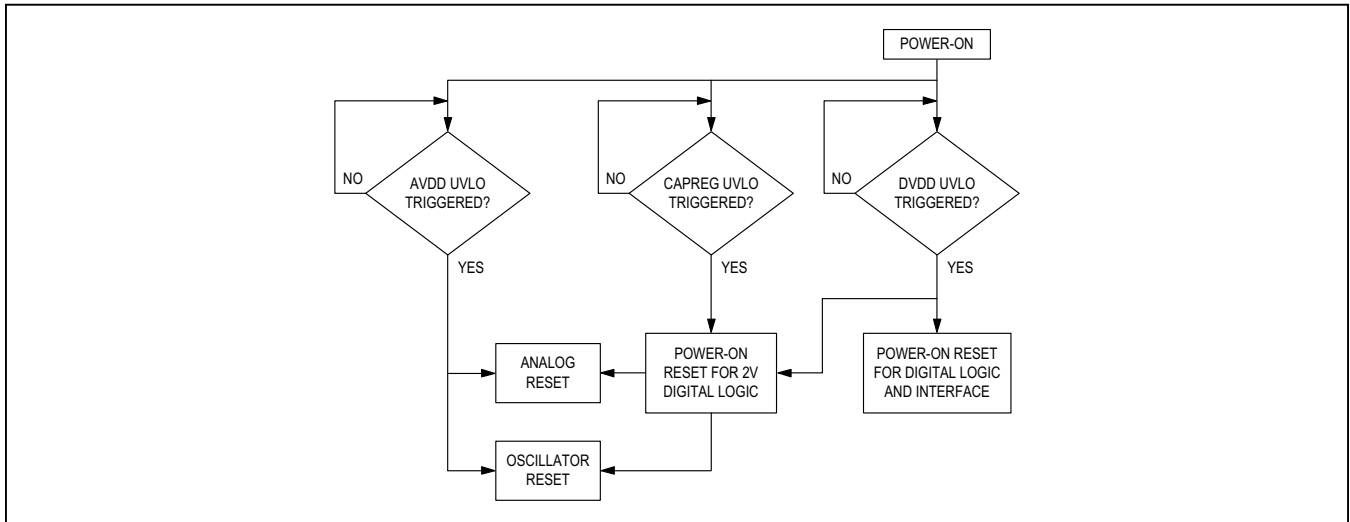 POWER-ON
NO
AVDD UVLO
TRIGGERED?
YES
NO
CAPREG UVLO
TRIGGERED?
YES
NO
DVDD UVLO
TRIGGERED?
YES
ANALOG
RESET
POWER-ON
RESET FOR 2V
DIGITAL LOGIC
POWER-ON RESET
FOR DIGITAL LOGIC
AND INTERFACE
OSCILLATOR
RESET